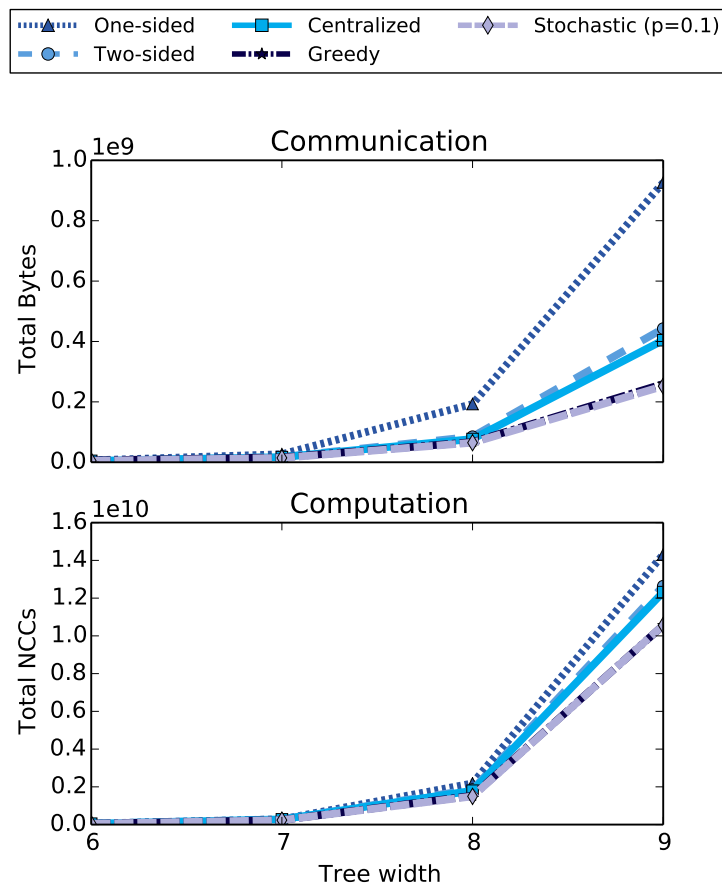 One-sided Centralized Stochastic (p=0.1)
Two-sided Greedy
Communication
1e9
1.0
0.8
0.6
0.4
0.2
0.0
Total Bytes
Computation
1e10
1.6
1.4
1.2
1.0
0.8
0.6
0.4
0.2
0.0
Total NCCs
6 7 8 9
Tree width